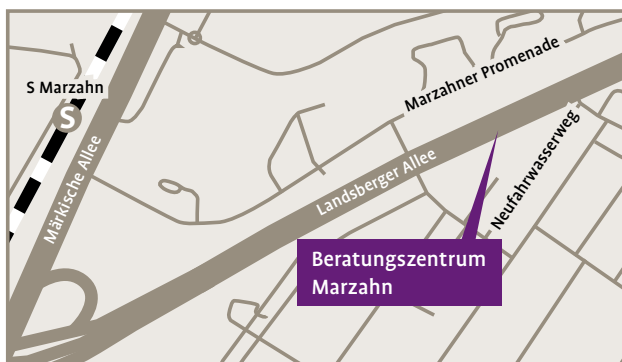 S Marzahn
S
Märkische Allee
Marzahner Promenade
Landsberger Allee
Neufahrwasserweg
Beratungszentrum
Marzahn